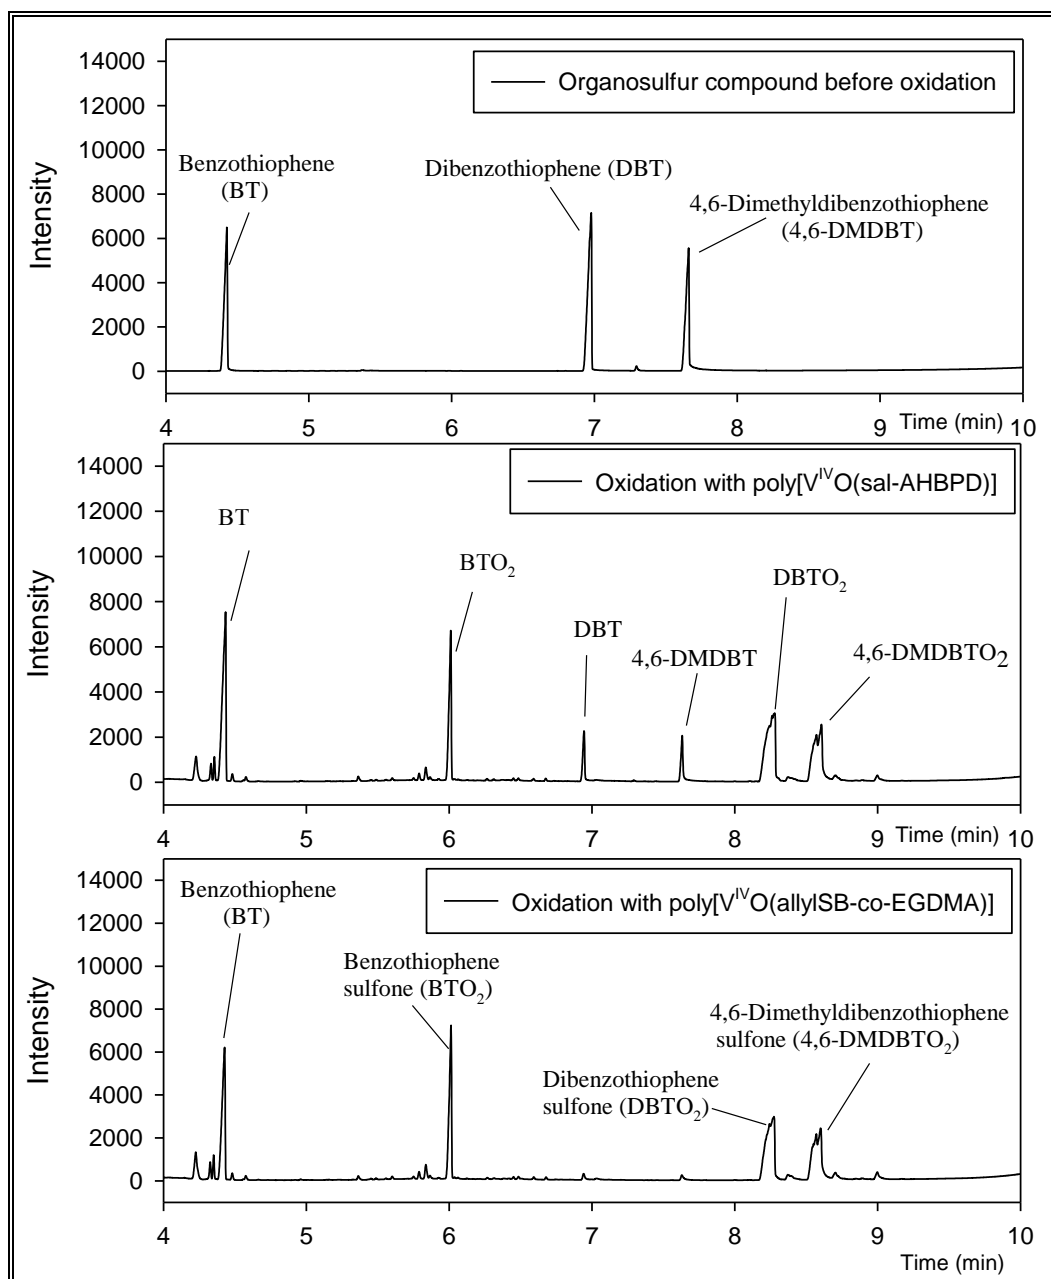 14000
12000
10000
8000
6000
4000
2000
0
Intensity
Organosulfur compound before oxidation
Benzothiophene
(BT)
Dibenzothiophene (DBT)
4,6-Dimethyldibenzothiophene
(4,6-DMDBT)
4 5 6 7 8 9 10
Time (min)
14000
12000
10000
8000
6000
4000
2000
0
Intensity
Oxidation with poly[VᴵⱽO(sal-AHBPD)]
BT
BTO₂
DBT
4,6-DMDBT
DBTO₂
4,6-DMDBTO₂
4 5 6 7 8 9 10
Time (min)
14000
12000
10000
8000
6000
4000
2000
0
Intensity
Oxidation with poly[VᴵⱽO(allylSB-co-EGDMA)]
Benzothiophene
(BT)
Benzothiophene
sulfone (BTO₂)
Dibenzothiophene
sulfone (DBTO₂)
4,6-Dimethyldibenzothiophene
sulfone (4,6-DMDBTO₂)
4 5 6 7 8 9 10
Time (min)